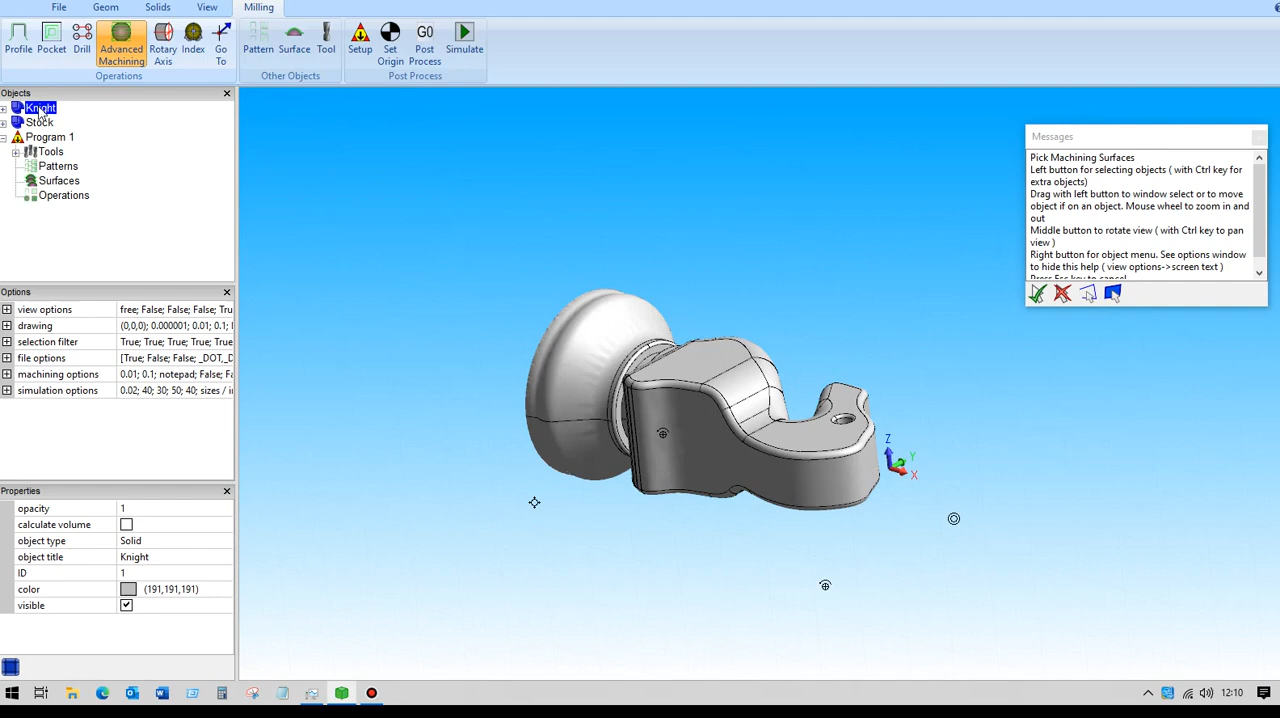 File Geom Solids View Milling
Profile Pocket Drill Advanced Machining Rotary Axis Index Go To Pattern Surface Tool Setup Set Origin Post Process Simulate
Operations Other Objects Post Process
Objects
Knight
Stock
Program 1
Tools
Patterns
Surfaces
Operations
Options
view options free; False; False; False; Tru
drawing (0,0,0); 0.000001; 0.01; 0.1;
selection filter True; True; True; True; True;
file options [True; False; False; _DOT,_D
machining options 0.01; 0.1; notepad; False; Fa
simulation options 0.02; 40; 30; 50; 40; sizes / i
Properties
opacity 1
calculate volume
object type Solid
object title Knight
ID 1
color (191,191,191)
visible
Messages
Pick Machining Surfaces
Left button for selecting objects ( with Ctrl key for
extra objects)
Drag with left button to window select or to move
object if on an object. Mouse wheel to zoom in and
out
Middle button to rotate view ( with Ctrl key to pan
view )
Right button for object menu. See options window
to hide this help ( view options->screen text )
Press Esc key to cancel
Z
Y
X
G0
12:10